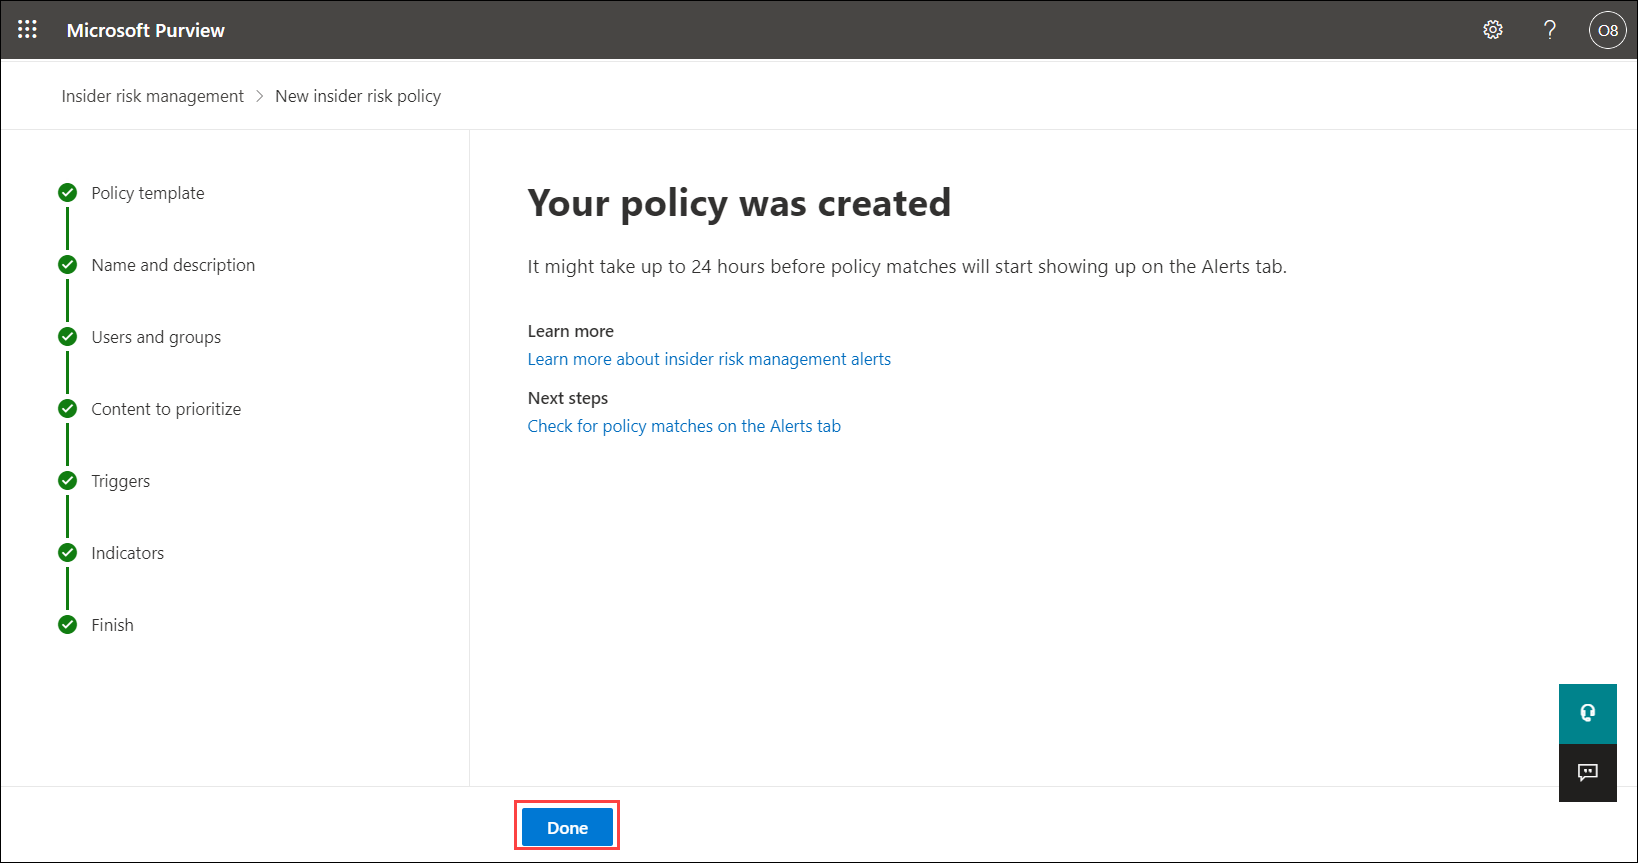 Microsoft Purview
?
O8
Insider risk management > New insider risk policy
Policy template
Name and description
Users and groups
Content to prioritize
Triggers
Indicators
Finish
Your policy was created
It might take up to 24 hours before policy matches will start showing up on the Alerts tab.
Learn more
Learn more about insider risk management alerts
Next steps
Check for policy matches on the Alerts tab
Done